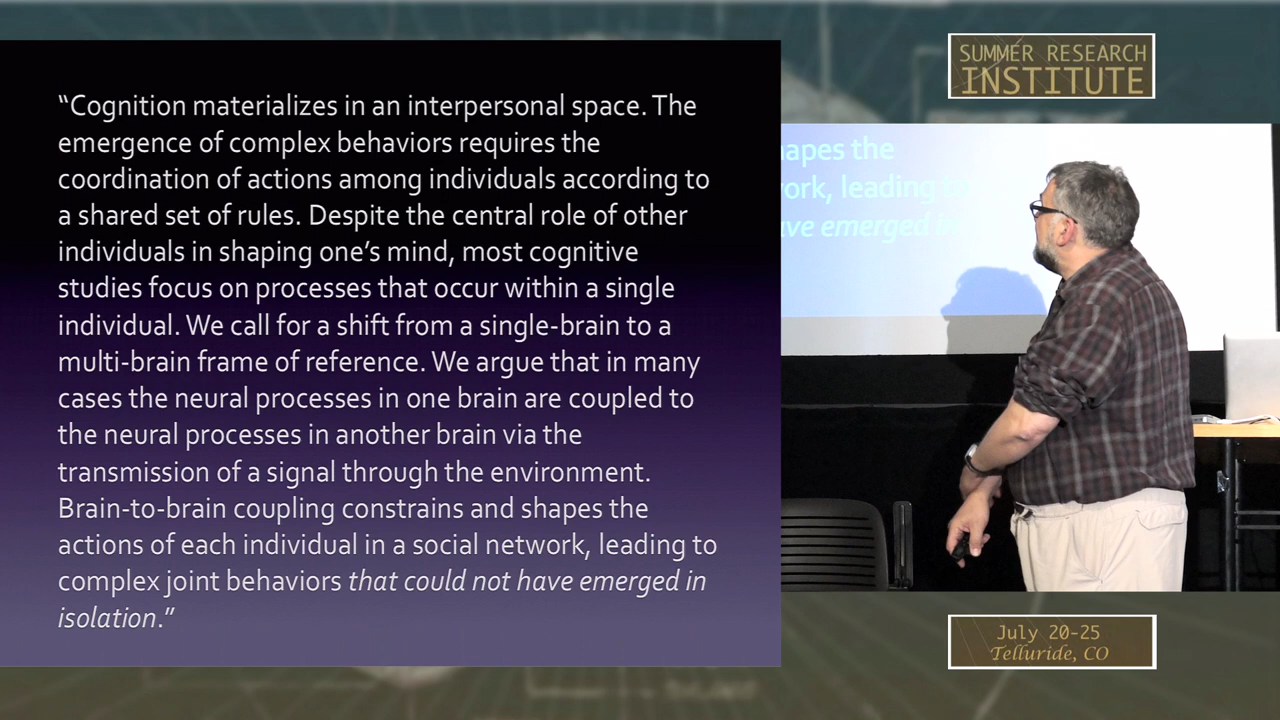 “Cognition materializes in an interpersonal space. The
emergence of complex behaviors requires the
coordination of actions among individuals according to
a shared set of rules. Despite the central role of other
individuals in shaping one’s mind, most cognitive
studies focus on processes that occur within a single
individual. We call for a shift from a single-brain to a
multi-brain frame of reference. We argue that in many
cases the neural processes in one brain are coupled to
the neural processes in another brain via the
transmission of a signal through the environment.
Brain-to-brain coupling constrains and shapes the
actions of each individual in a social network, leading to
complex joint behaviors that could not have emerged in
isolation.”
SUMMER RESEARCH
INSTITUTE
apes the
ork, leading to
ve emerged in
July 20-25
Telluride, CO